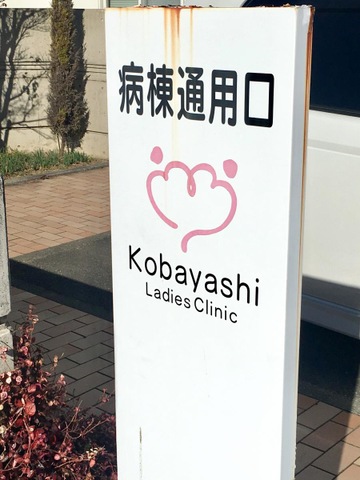 病棟通用口
Kobayashi
Ladies Clinic